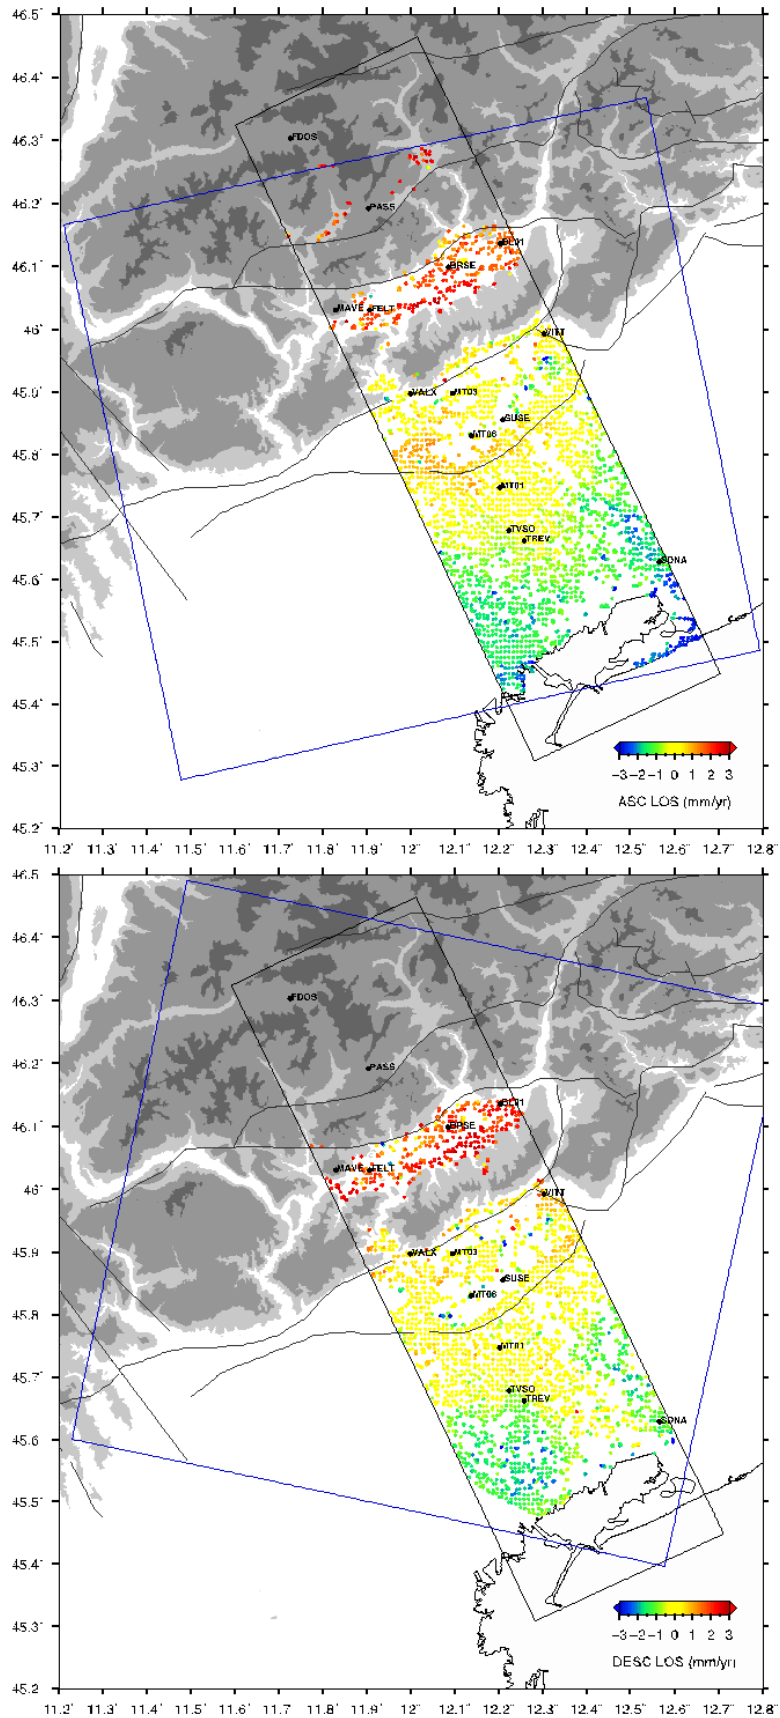 46.5°
46.4°
46.3°
FDOS
46.2°
PASS
BL01
46.1°
BRSE
MAVE FELT
46°
VITT
45.9°
VALX MT03
SUSE
MT06
45.8°
MT01
45.7°
TVSO
TREV
SDNA
45.6°
45.5°
45.4°
45.3°
-3 -2 -1 0 1 2 3
ASC LOS (mm/yr)
45.2°
11.2° 11.3° 11.4° 11.5° 11.6° 11.7° 11.8° 11.9° 12° 12.1° 12.2° 12.3° 12.4° 12.5° 12.6° 12.7° 12.8°
46.5°
46.4°
46.3°
FDOS
46.2°
PASS
BL01
46.1°
BRSE
MAVE FELT
46°
VITT
45.9°
VALX MT03
SUSE
MT06
45.8°
MT01
45.7°
TVSO
TREV
SDNA
45.6°
45.5°
45.4°
45.3°
-3 -2 -1 0 1 2 3
DESC LOS (mm/yr)
45.2°
11.2° 11.3° 11.4° 11.5° 11.6° 11.7° 11.8° 11.9° 12° 12.1° 12.2° 12.3° 12.4° 12.5° 12.6° 12.7° 12.8°